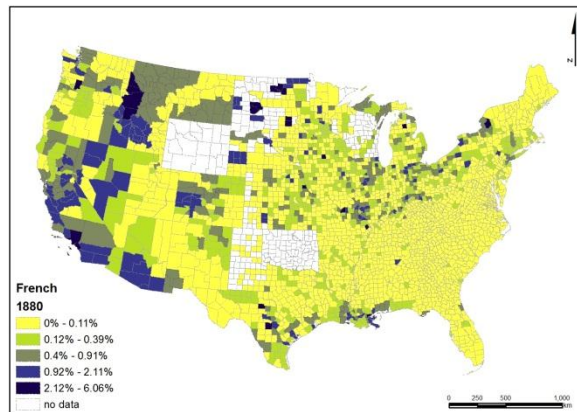 N
French
1880
0% - 0.11%
0.12% - 0.39%
0.4% - 0.91%
0.92% - 2.11%
2.12% - 6.06%
no data
0 250 500 1,000
km